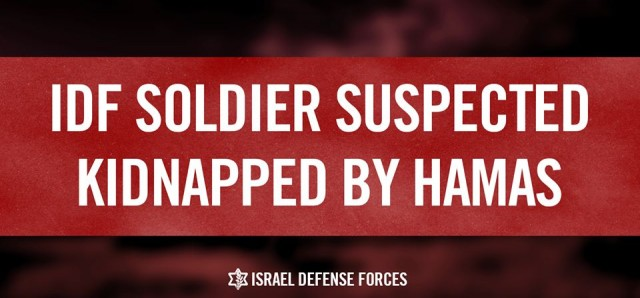 IDF SOLDIER SUSPECTED
KIDNAPPED BY HAMAS
ISRAEL DEFENSE FORCES